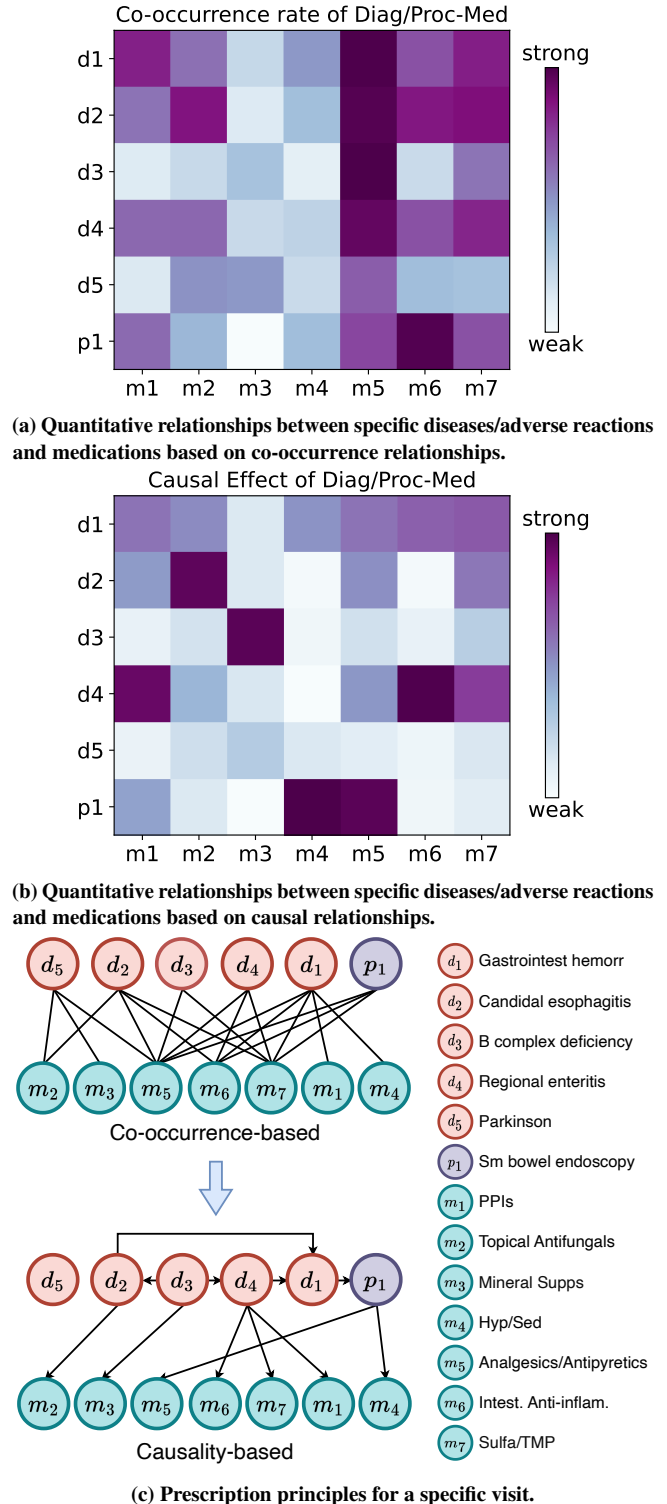 Co-occurrence rate of Diag/Proc-Med
d1
d2
d3
d4
d5
p1
m1 m2 m3 m4 m5 m6 m7
strong
weak
(a) Quantitative relationships between specific diseases/adverse reactions
and medications based on co-occurrence relationships.
Causal Effect of Diag/Proc-Med
d1
d2
d3
d4
d5
p1
m1 m2 m3 m4 m5 m6 m7
strong
weak
(b) Quantitative relationships between specific diseases/adverse reactions
and medications based on causal relationships.
d5 d2 d3 d4 d1 p1
m2 m3 m5 m6 m7 m1 m4
Co-occurrence-based
d5 d2 d3 d4 d1 p1
m2 m3 m5 m6 m7 m1 m4
Causality-based
d1 Gastrointest hemorr
d2 Candidal esophagitis
d3 B complex deficiency
d4 Regional enteritis
d5 Parkinson
p1 Sm bowel endoscopy
m1 PPIs
m2 Topical Antifungals
m3 Mineral Supps
m4 Hyp/Sed
m5 Analgesics/Antipyretics
m6 Intest. Anti-inflam.
m7 Sulfa/TMP
(c) Prescription principles for a specific visit.